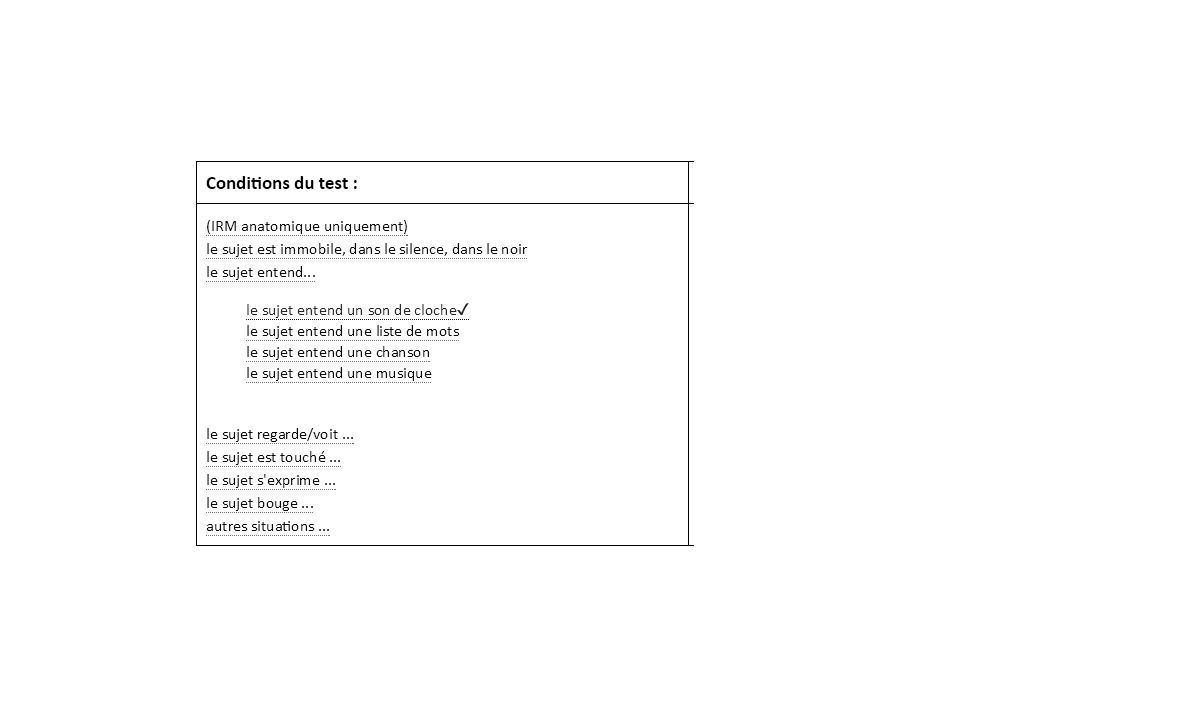 Conditions du test :
(IRM anatomique uniquement)
le sujet est immobile, dans le silence, dans le noir
le sujet entend...
le sujet entend un son de cloche✓
le sujet entend une liste de mots
le sujet entend une chanson
le sujet entend une musique
le sujet regarde/voit ...
le sujet est touché ...
le sujet s'exprime ...
le sujet bouge ...
autres situations ...